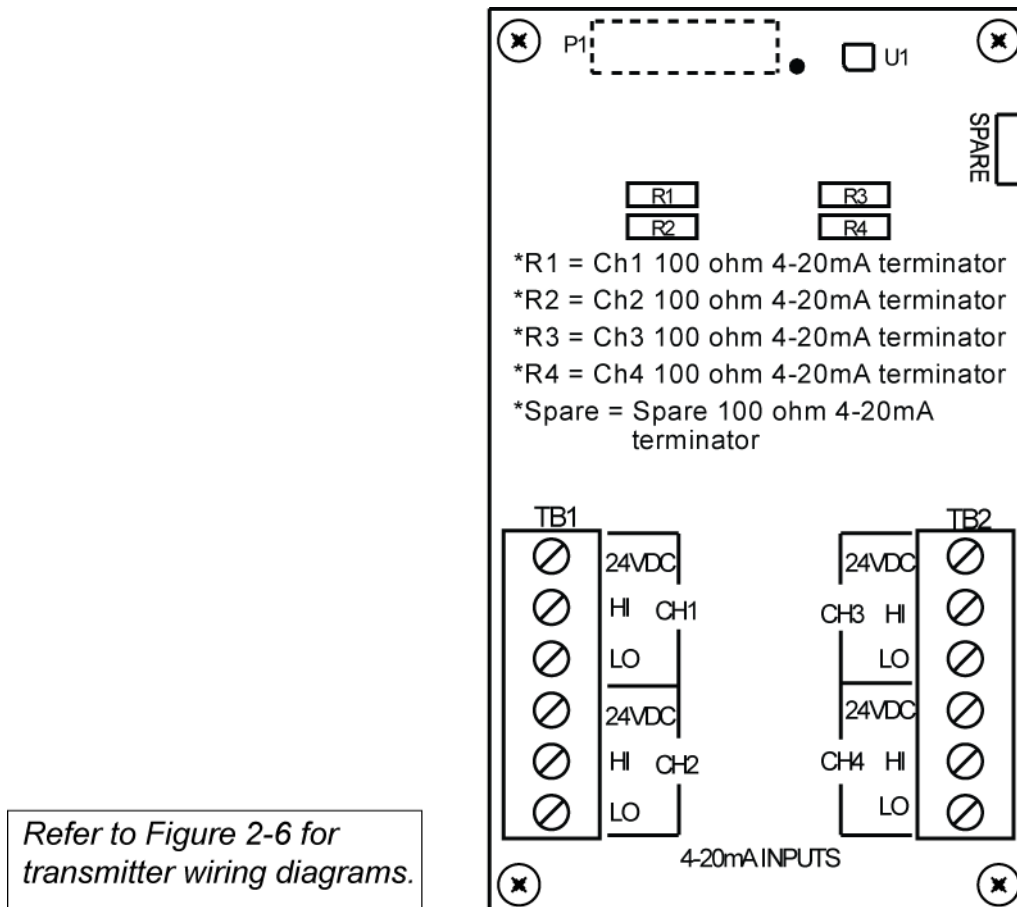 P1
U1
SPARE
R1
R3
R2
R4
*R1 = Ch1 100 ohm 4-20mA terminator
*R2 = Ch2 100 ohm 4-20mA terminator
*R3 = Ch3 100 ohm 4-20mA terminator
*R4 = Ch4 100 ohm 4-20mA terminator
*Spare = Spare 100 ohm 4-20mA
terminator
TB1
24VDC
HI CH1
LO
24VDC
HI CH2
LO
TB2
24VDC
CH3 HI
LO
24VDC
CH4 HI
LO
4-20mA INPUTS
Refer to Figure 2-6 for
transmitter wiring diagrams.